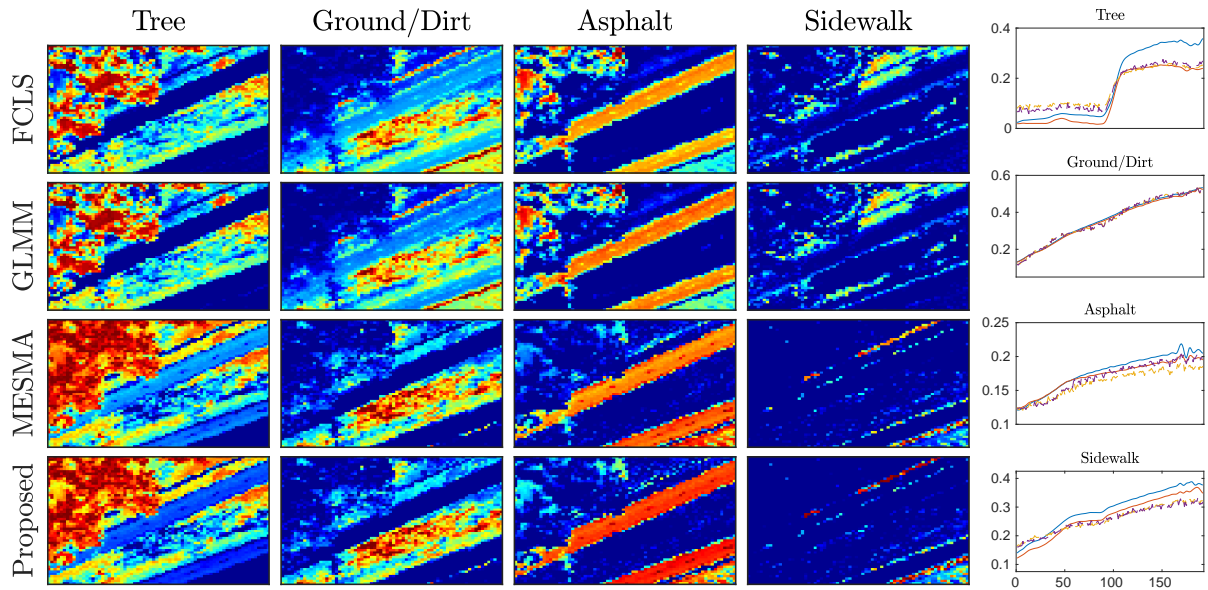 Tree Ground/Dirt Asphalt Sidewalk
FCLS
GLMM
MESMA
Proposed
Tree
0.4
0.2
0
Ground/Dirt
0.6
0.4
0.2
Asphalt
0.25
0.2
0.15
0.1
Sidewalk
0.4
0.3
0.2
0.1
0 50 100 150